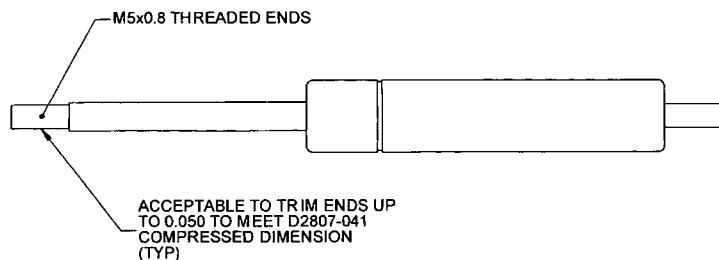 M5x0.8 THREADED ENDS
ACCEPTABLE TO TRIM ENDS UP
TO 0.050 TO MEET D2807-041
COMPRESSED DIMENSION
(TYP)